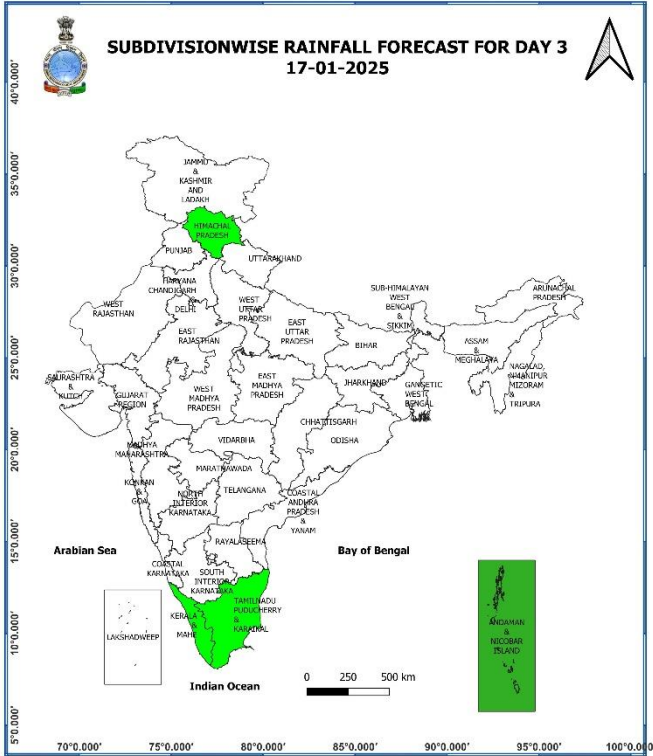 SUBDIVISIONWISE RAINFALL FORECAST FOR DAY 3
17-01-2025
40°0.000'
35°0.000'
30°0.000'
25°0.000'
20°0.000'
15°0.000'
10°0.000'
5°0.000'
JAMMU
&
KASHMIR
AND
LADAKH
HIMACHAL
PRADESH
PUNJAB
UTTARAKHAND
HARYANA
CHANDIGARH
&
DELHI
WEST
RAJASTHAN
WEST
UTTAR
PRADESH
SUB-HIMALAYAN
WEST
BENGAL
&
SIKKIM
ARUNACHAL
PRADESH
EAST
RAJASTHAN
EAST
UTTAR
PRADESH
BIHAR
ASSAM
&
MEGHALAYA
NAGALAD,
MANIPUR
MIZORAM
&
TRIPURA
SAURASHTRA
&
KUTCH
GUJARAT
REGION
WEST
MADHYA
PRADESH
EAST
MADHYA
PRADESH
JHARKHAND
GANGETIC
WEST
BENGAL
CHHATTISGARH
ODISHA
VIDARBHA
MADHYA
MAHARASHTRA
MARATHAWADA
KONKAN
&
GOA
NORTH
INTERIOR
KARNATAKA
TELANGANA
COASTAL
ANDHRA
PRADESH
&
YANAM
RAYALASEEMA
Arabian Sea
Bay of Bengal
COASTAL
KARNATAKA
SOUTH
INTERIOR
KARNATAKA
TAMILNADU
PUDUCHERRY
&
KARAIKAL
KERALA
&
MAHE
LAKSHADWEEP
ANDAMAN
&
NICOBAR
ISLAND
Indian Ocean
0 250 500 km
70°0.000' 75°0.000' 80°0.000' 85°0.000' 90°0.000' 95°0.000' 100°0.000'